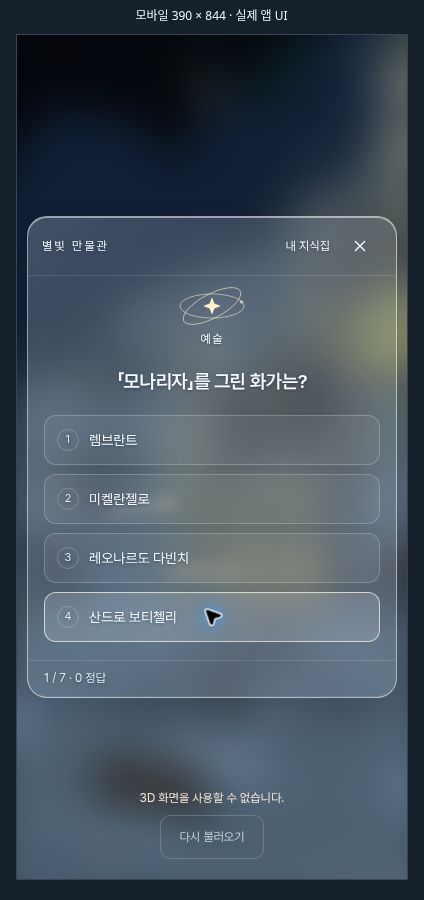 모바일 390 × 844 · 실제 앱 UI
별빛 만물관
내 지식집
예술
「모나리자」를 그린 화가는?
1 렘브란트
2 미켈란젤로
3 레오나르도 다빈치
4 산드로 보티첼리
1 / 7 · 0 정답
3D 화면을 사용할 수 없습니다.
다시 불러오기